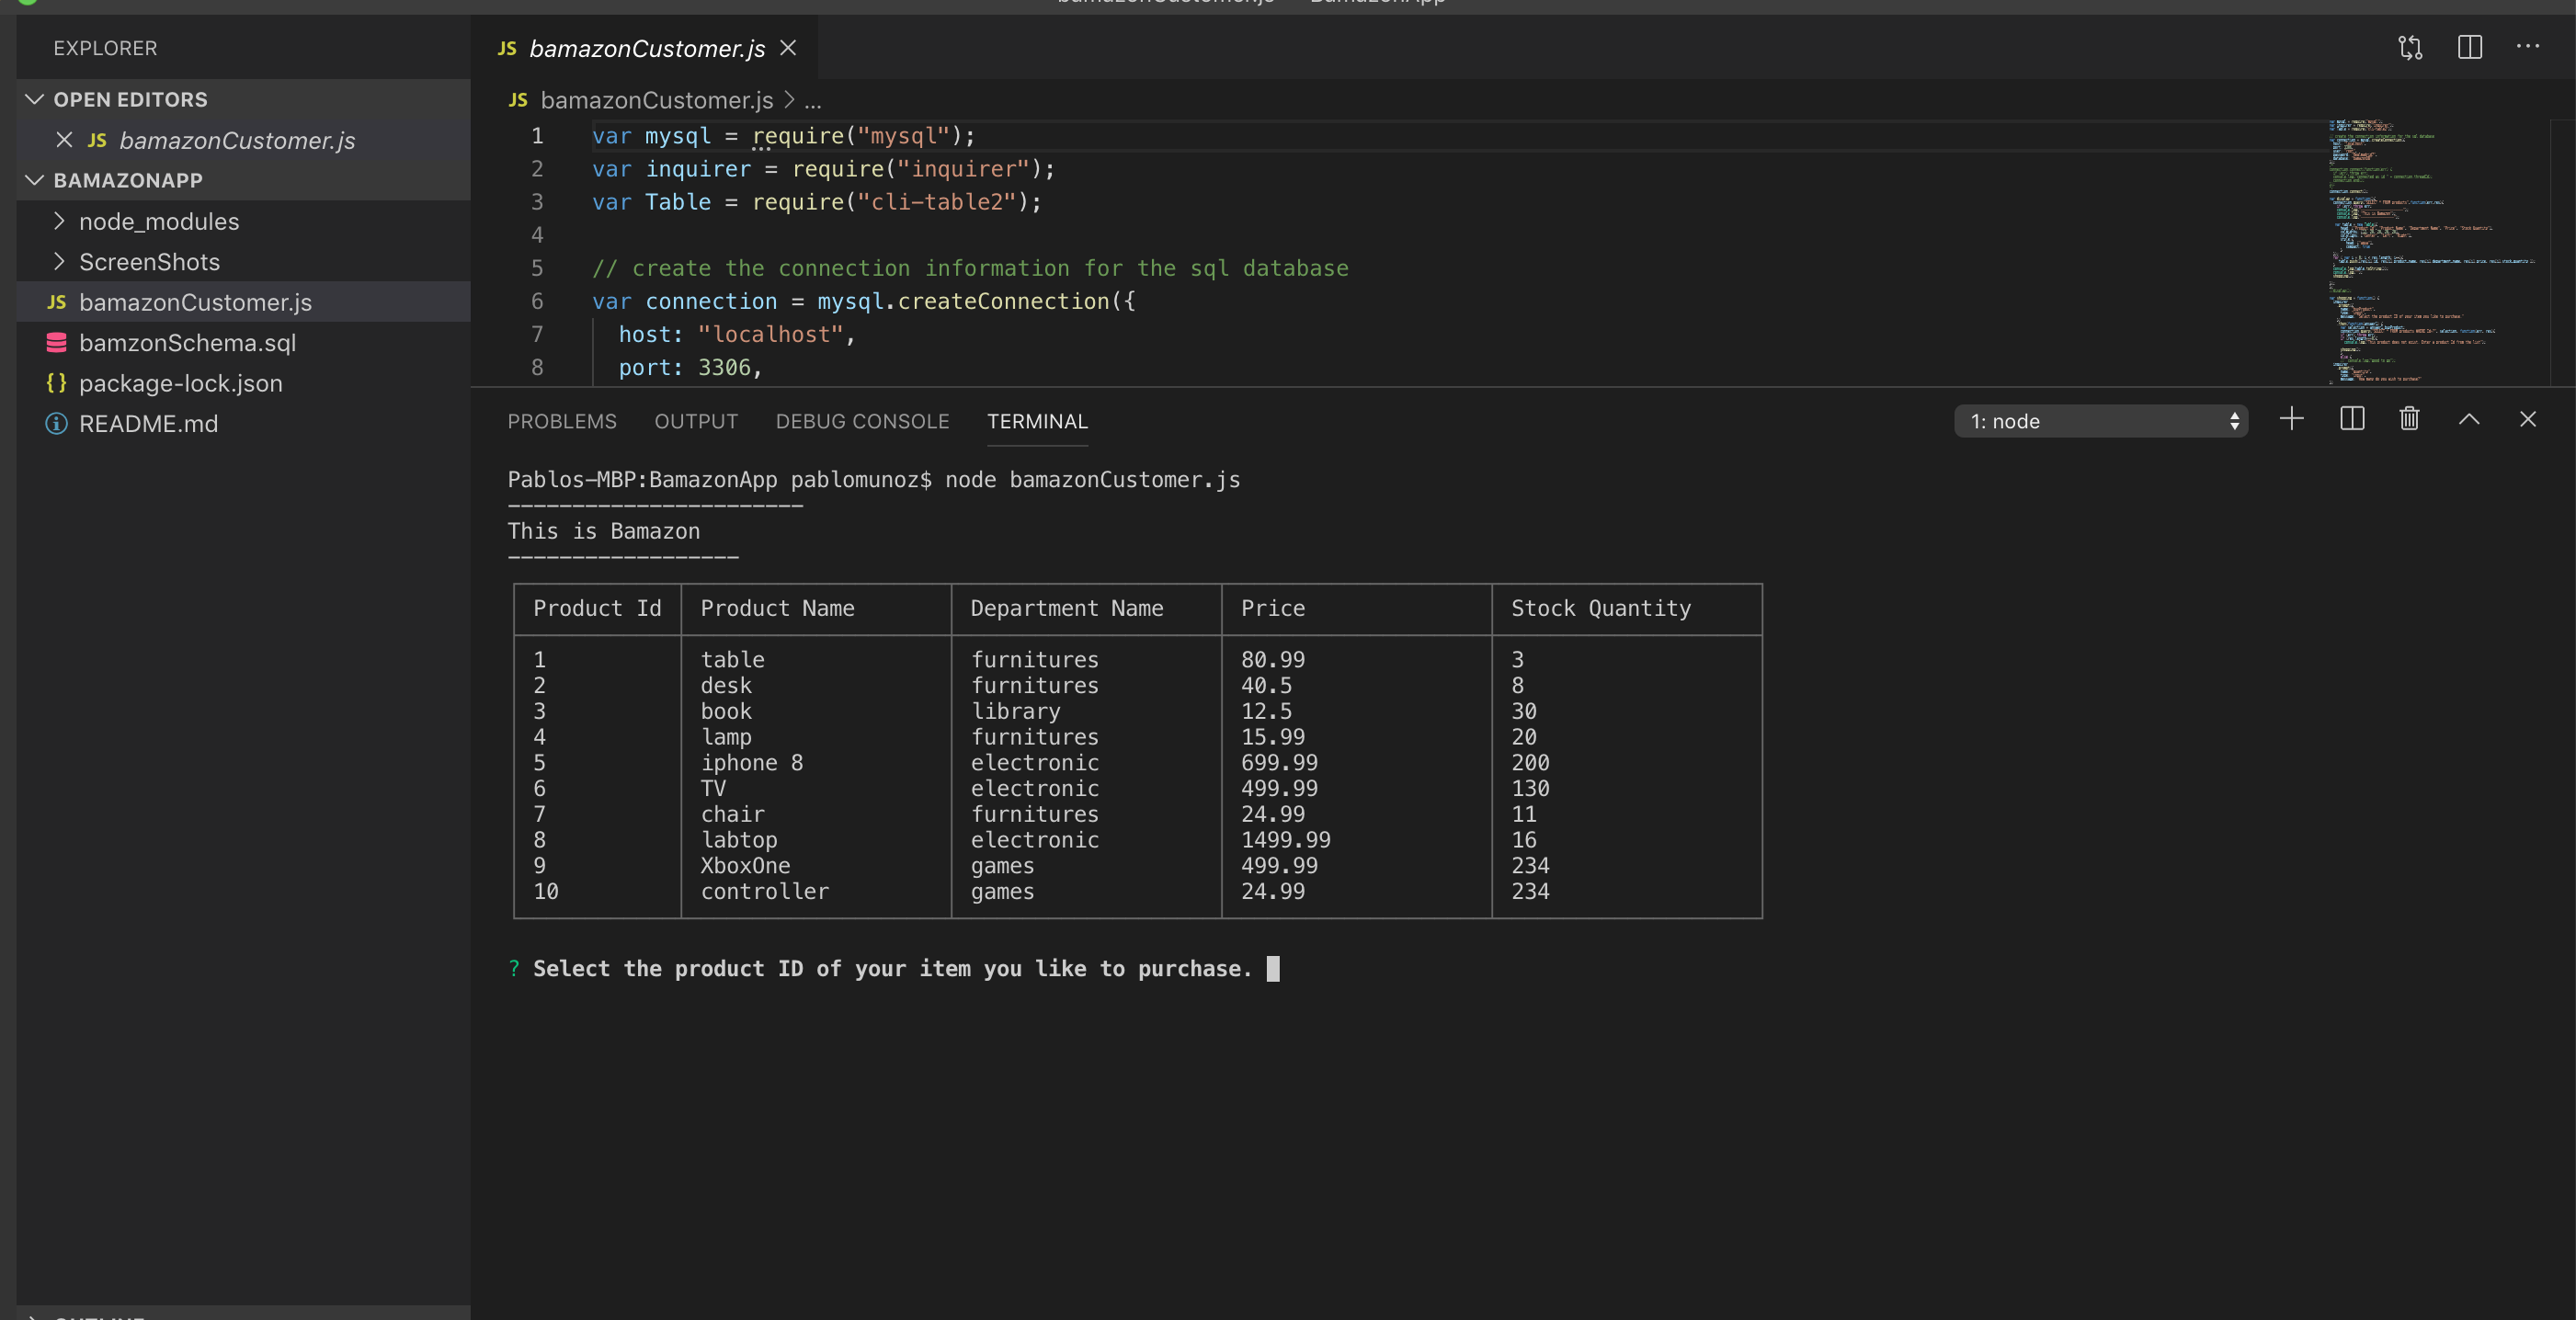 bamazonCustomer.js — BamazonApp
EXPLORER
OPEN EDITORS
JS bamazonCustomer.js
BAMAZONAPP
node_modules
ScreenShots
JS bamazonCustomer.js
bamzonSchema.sql
{} package-lock.json
README.md
OUTLINE
JS bamazonCustomer.js
JS bamazonCustomer.js > ...
1 var mysql = require("mysql");
2 var inquirer = require("inquirer");
3 var Table = require("cli-table2");
4
5 // create the connection information for the sql database
6 var connection = mysql.createConnection({
7 host: "localhost",
8 port: 3306,
PROBLEMS OUTPUT DEBUG CONSOLE TERMINAL 1: node
Pablos-MBP:BamazonApp pablomunoz$ node bamazonCustomer.js
-----------------------
This is Bamazon
------------------
Product Id Product Name Department Name Price Stock Quantity
1 table furnitures 80.99 3
2 desk furnitures 40.5 8
3 book library 12.5 30
4 lamp furnitures 15.99 20
5 iphone 8 electronic 699.99 200
6 TV electronic 499.99 130
7 chair furnitures 24.99 11
8 labtop electronic 1499.99 16
9 XboxOne games 499.99 234
10 controller games 24.99 234
? Select the product ID of your item you like to purchase.